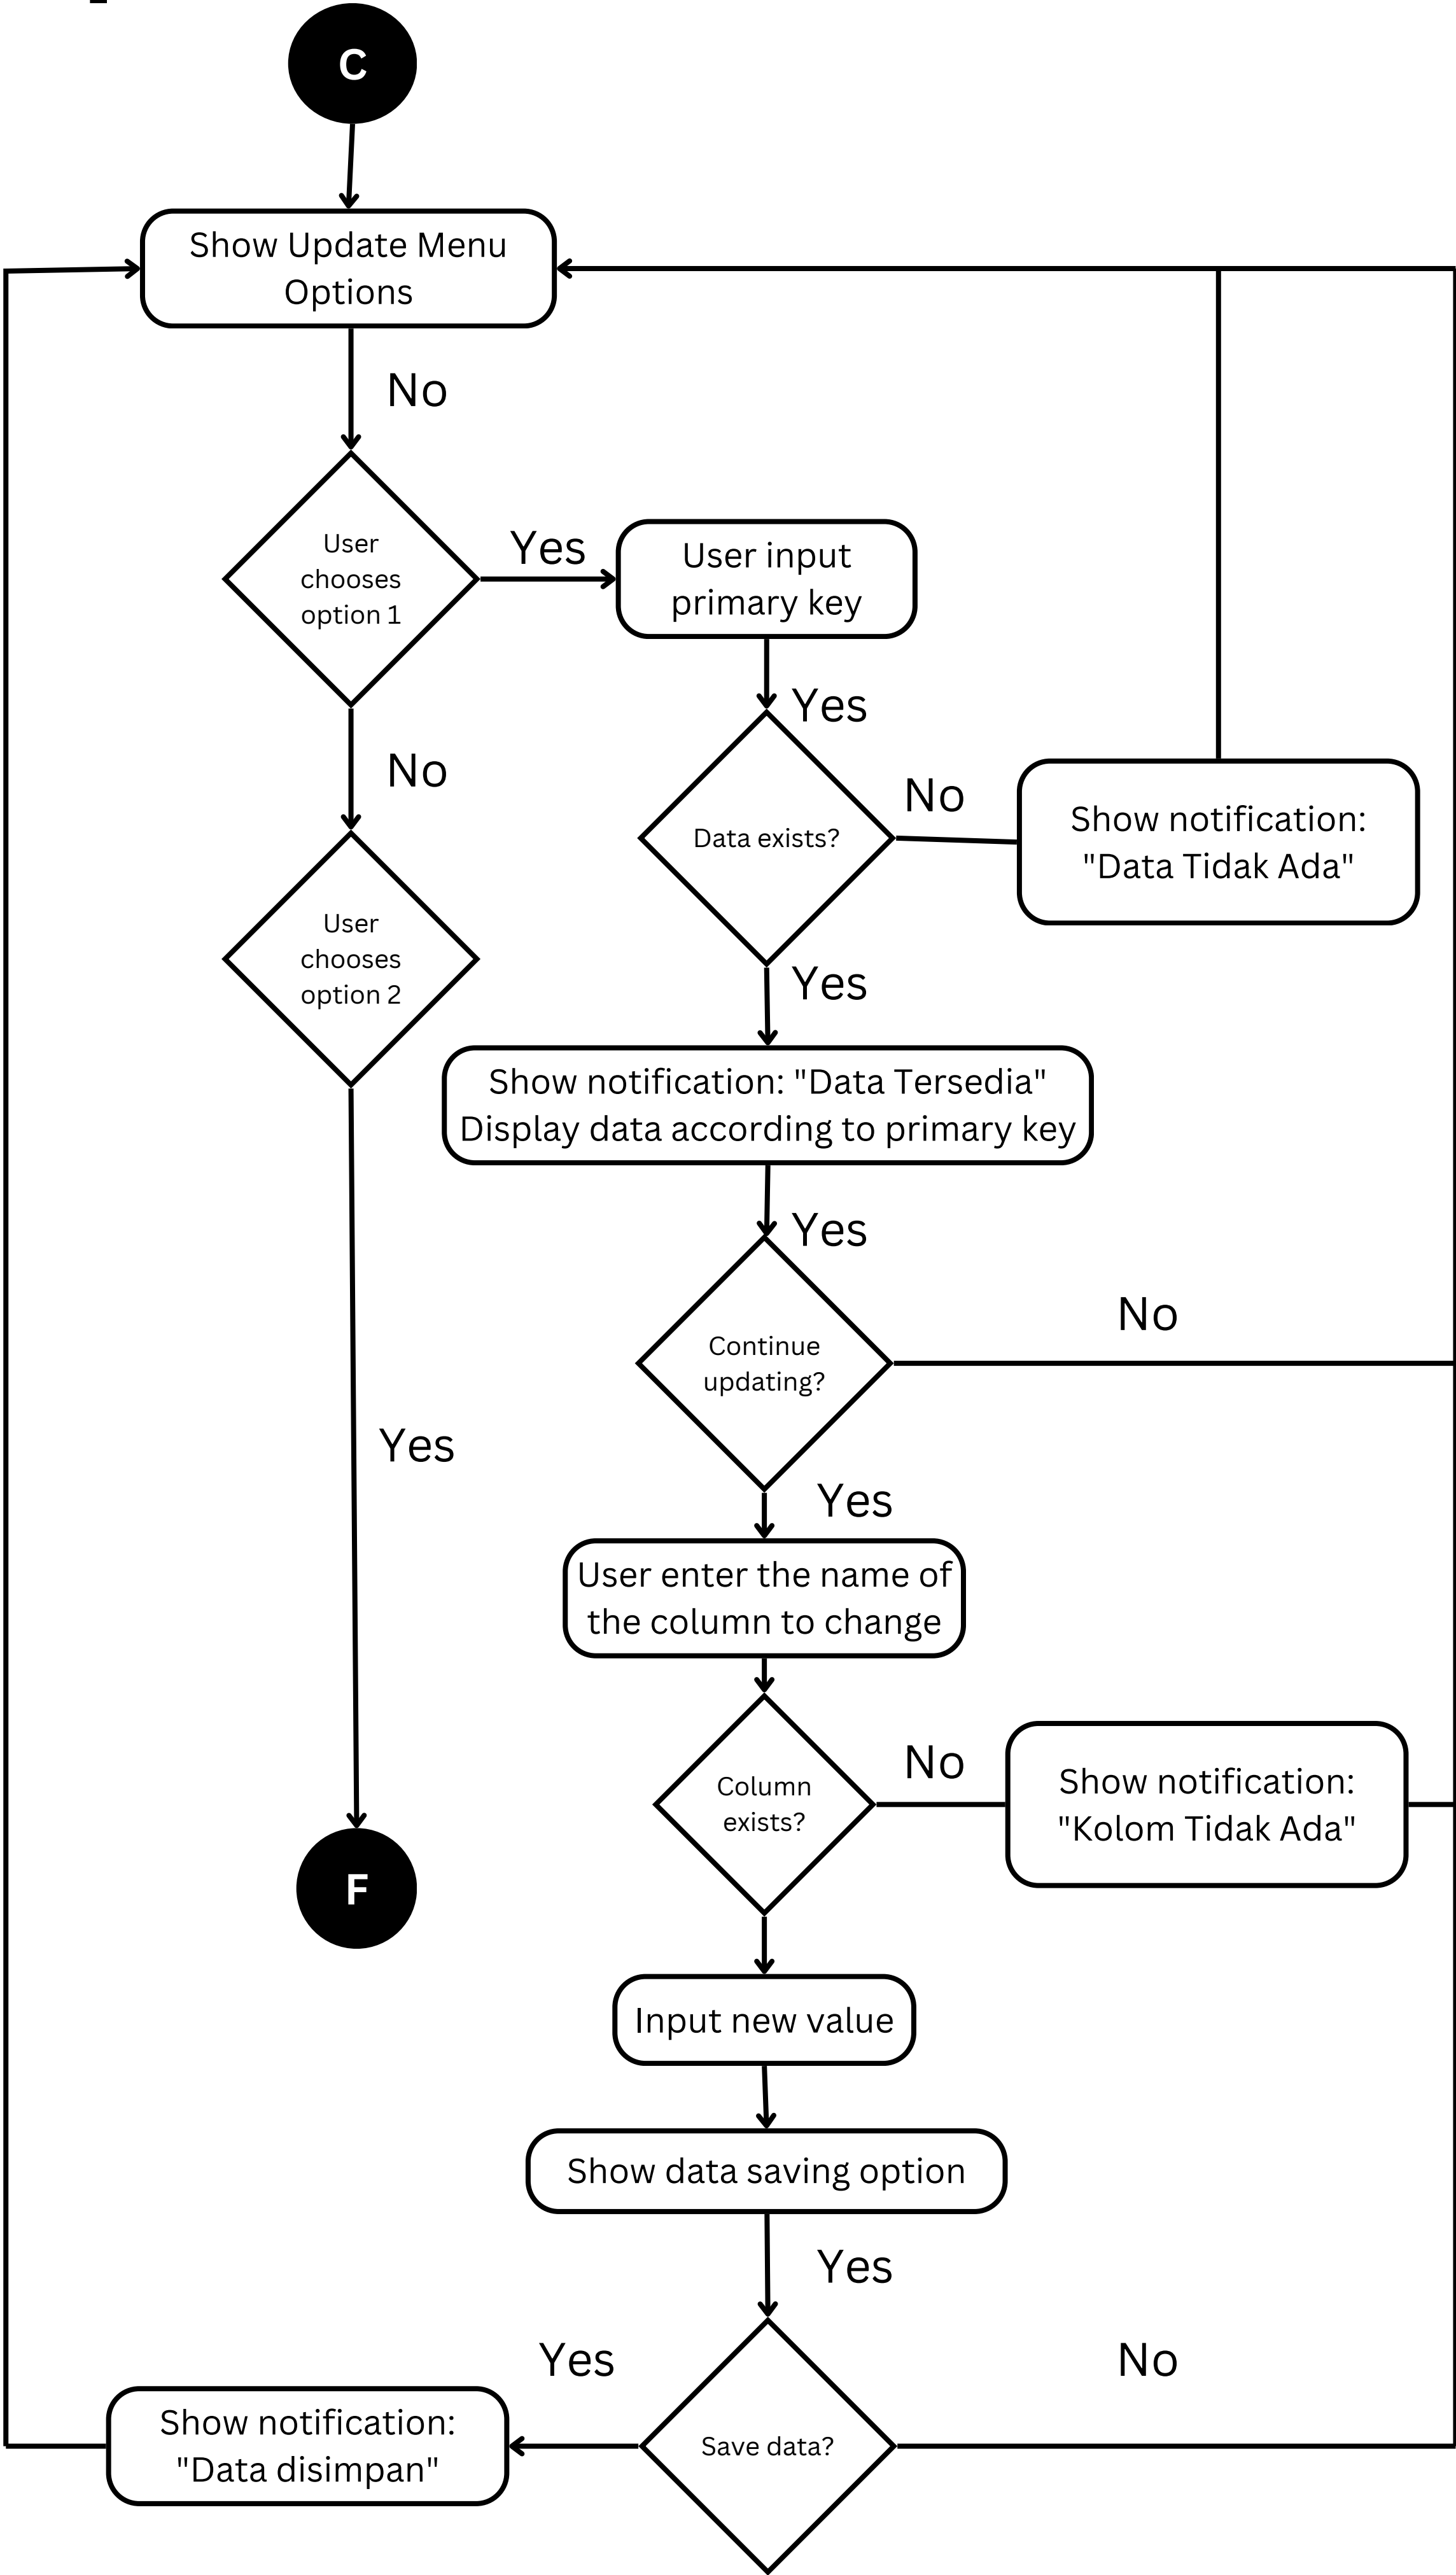 C
Show Update Menu
Options
No
User
chooses
option 1
Yes
User input
primary key
Yes
No
Data exists?
No
Show notification:
"Data Tidak Ada"
User
chooses
option 2
Yes
Show notification: "Data Tersedia"
Display data according to primary key
Yes
Continue
updating?
No
Yes
Yes
User enter the name of
the column to change
Column
exists?
No
Show notification:
"Kolom Tidak Ada"
F
Input new value
Show data saving option
Yes
Yes
No
Show notification:
"Data disimpan"
Save data?